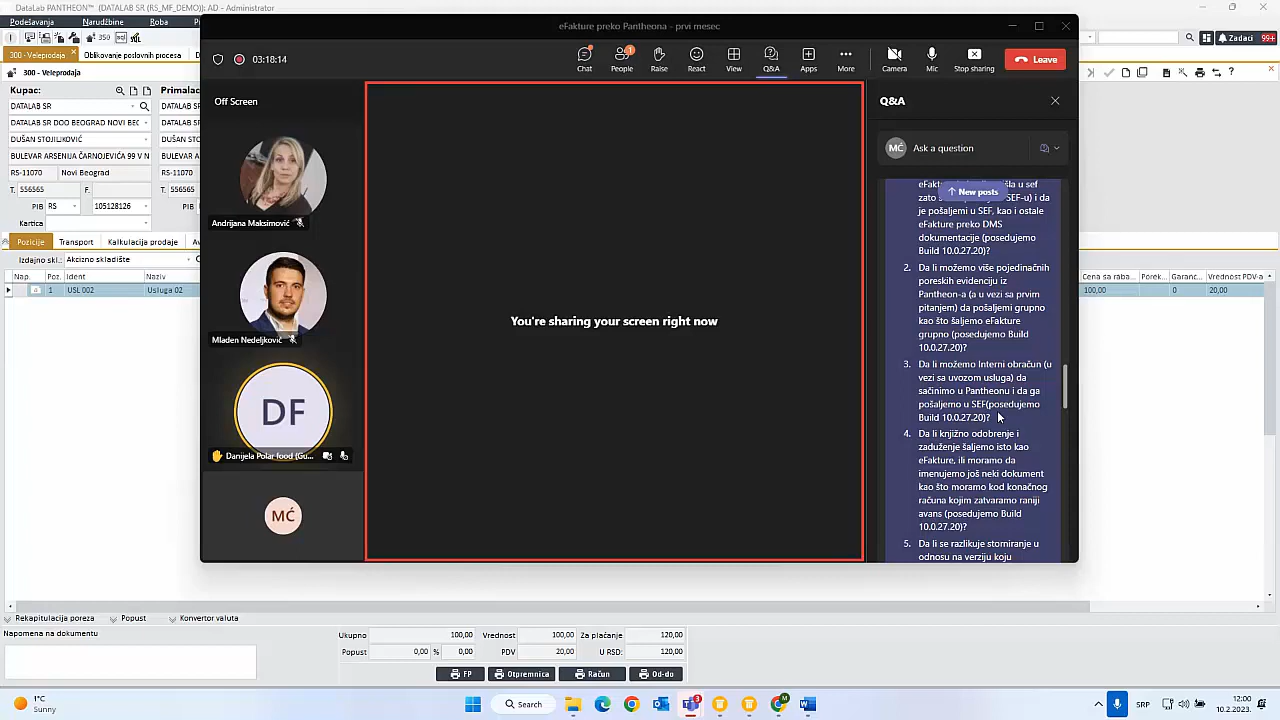 DataLab PANTHEON™ (DATALAB SR (RS_MF_DEMO)); AD - Administrator
Podešavanja
Narudžbine
350
Zadaci
99+
300 - Veleprodaja
Oblikovanje poslovnih procesa
300 - Veleprodaja
?
Kupac:
Primalac
DATALAB SR
DATALAB SR
DATALAB SR DOO BEOGRAD NOVI BEC
DATALAB
DUŠAN STOJILJKOVIĆ
DUŠAN STO
BULEVAR ARSENIJA ČARNOJEVIĆA 99 V N
BULEVAR A
RS-11070
Novi Beograd
RS-11070
T. 556565
F.
T. 556565
PIB RS
105128126
PIB
Kartica
Pozicije
Transport
Kalkulacija prodaje
Izdajno skl.:
Akcizno skladište
Nap.
Poz.
Ident
Naziv
1
USL 002
Usluga 02
Cena sa raba...
Porek...
Garanc...
Vrednost PDV-a
100,00
0
20,00
eFakture preko Pantheona - prvi mesec
03:18:14
Chat
People
1
Raise
React
View
Q&A
Apps
More
Camera
Mic
Stop sharing
Leave
Off Screen
Andrijana Maksimović
Mladen Nedeljković
DF
Danijela Polar food (Gu...
MĆ
You're sharing your screen right now
Q&A
MĆ
Ask a question
New posts
zato
SEF-u) i da
je pošaljemi u SEF, kao i ostale
eFakture preko DMS
dokumentacije (posedujemo
Build 10.0.27.20)?
2. Da li možemo više pojedinačnih
poreskih evidenciu iz
Pantheon-a (a u vezi sa prvim
pitanjem) da pošaljemi grupno
kao što šaljemo eFakture
grupno (posedujemo Build
10.0.27.20)?
3. Da li možemo Interni obračun (u
vezi sa uvozom usluga) da
sačinimo u Pantheonu i da ga
pošaljemo u SEF(posedujemo
Build 10.0.27.20)?
4. Da li knjižno odobrenje i
zaduženje šaljemo isto kao
eFakture, ili moramo da
imenujemo još neki dokument
kao što moramo kod konačnog
računa kojim zatvaramo raniji
avans (posedujemo Build
10.0.27.20)?
5. Da li se razlikuje storniranje u
odnosu na verziju koju
Rekapitulacija poreza
Popust
Konvertor valuta
Napomena na dokumentu
Ukupno
100,00
Vrednost
100,00
Za plaćanje
120,00
Popust
0,00
%
0,00
PDV
20,00
U RSD:
120,00
FP
Otpremnica
Račun
Od-do
1°C
Sunny
Search
3
SRP
12:00
10.2.2023.